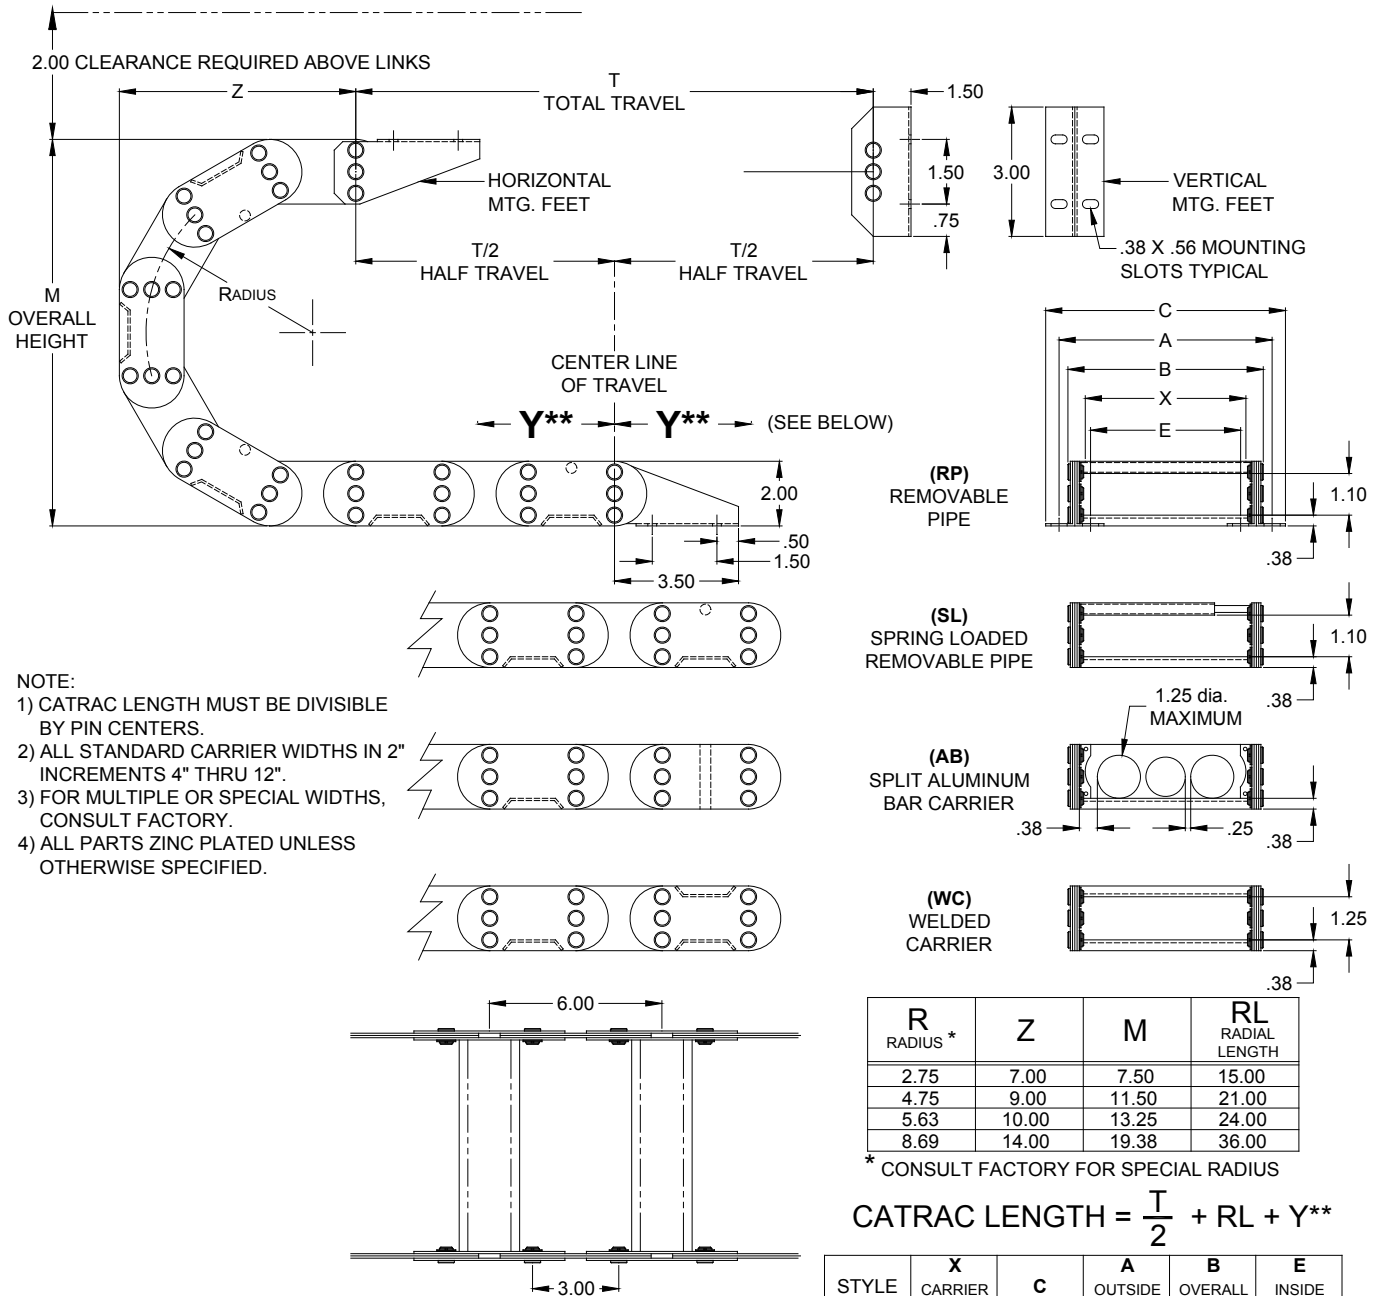 2.00 CLEARANCE REQUIRED ABOVE LINKS
Z
T
TOTAL TRAVEL
1.50
HORIZONTAL
MTG. FEET
1.50
.75
3.00
VERTICAL
MTG. FEET
.38 X .56 MOUNTING
SLOTS TYPICAL
T/2
HALF TRAVEL
T/2
HALF TRAVEL
RADIUS
M
OVERALL
HEIGHT
CENTER LINE
OF TRAVEL
Y**
Y**
(SEE BELOW)
2.00
.50
1.50
3.50
C
A
B
X
E
(RP)
REMOVABLE
PIPE
1.10
.38
(SL)
SPRING LOADED
REMOVABLE PIPE
1.10
.38
NOTE:
1) CATRAC LENGTH MUST BE DIVISIBLE
BY PIN CENTERS.
2) ALL STANDARD CARRIER WIDTHS IN 2"
INCREMENTS 4" THRU 12".
3) FOR MULTIPLE OR SPECIAL WIDTHS,
CONSULT FACTORY.
4) ALL PARTS ZINC PLATED UNLESS
OTHERWISE SPECIFIED.
1.25 dia.
MAXIMUM
(AB)
SPLIT ALUMINUM
BAR CARRIER
.38
.25
.38
(WC)
WELDED
CARRIER
1.25
.38
6.00
3.00
R RADIUS * Z M RL RADIAL LENGTH
2.75 7.00 7.50 15.00
4.75 9.00 11.50 21.00
5.63 10.00 13.25 24.00
8.69 14.00 19.38 36.00
* CONSULT FACTORY FOR SPECIAL RADIUS
CATRAC LENGTH = T/2 + RL + Y**
STYLE X CARRIER C A OUTSIDE B OVERALL E INSIDE